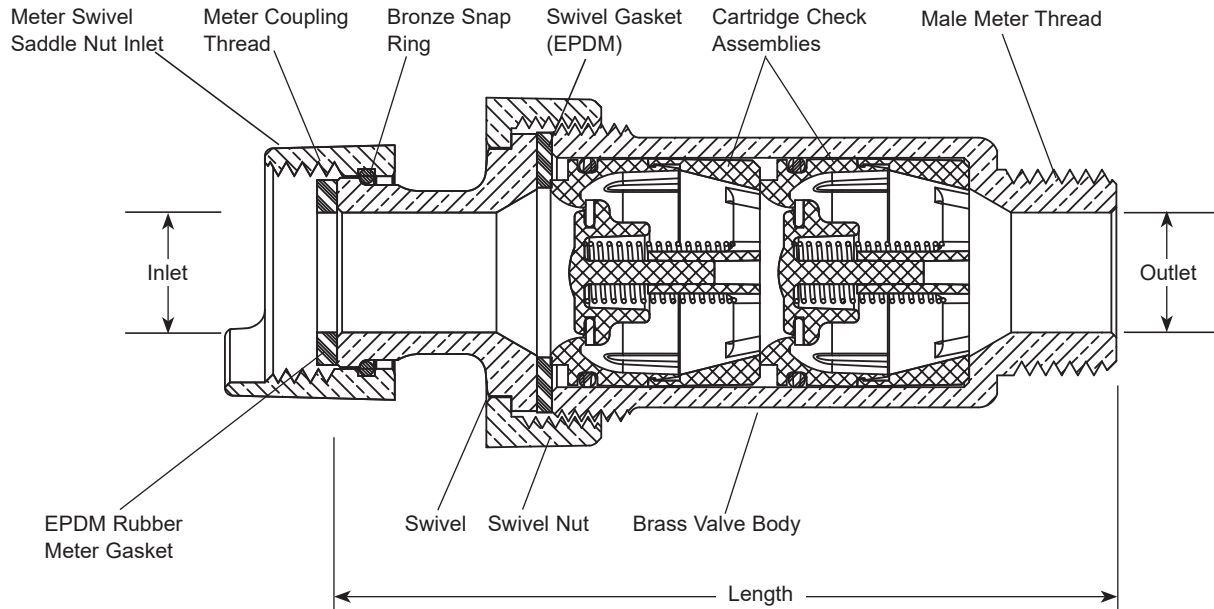 Meter Swivel
Saddle Nut Inlet
Meter Coupling
Thread
Bronze Snap
Ring
Swivel Gasket
(EPDM)
Cartridge Check
Assemblies
Male Meter Thread
Inlet
Outlet
EPDM Rubber
Meter Gasket
Swivel
Swivel Nut
Brass Valve Body
Length